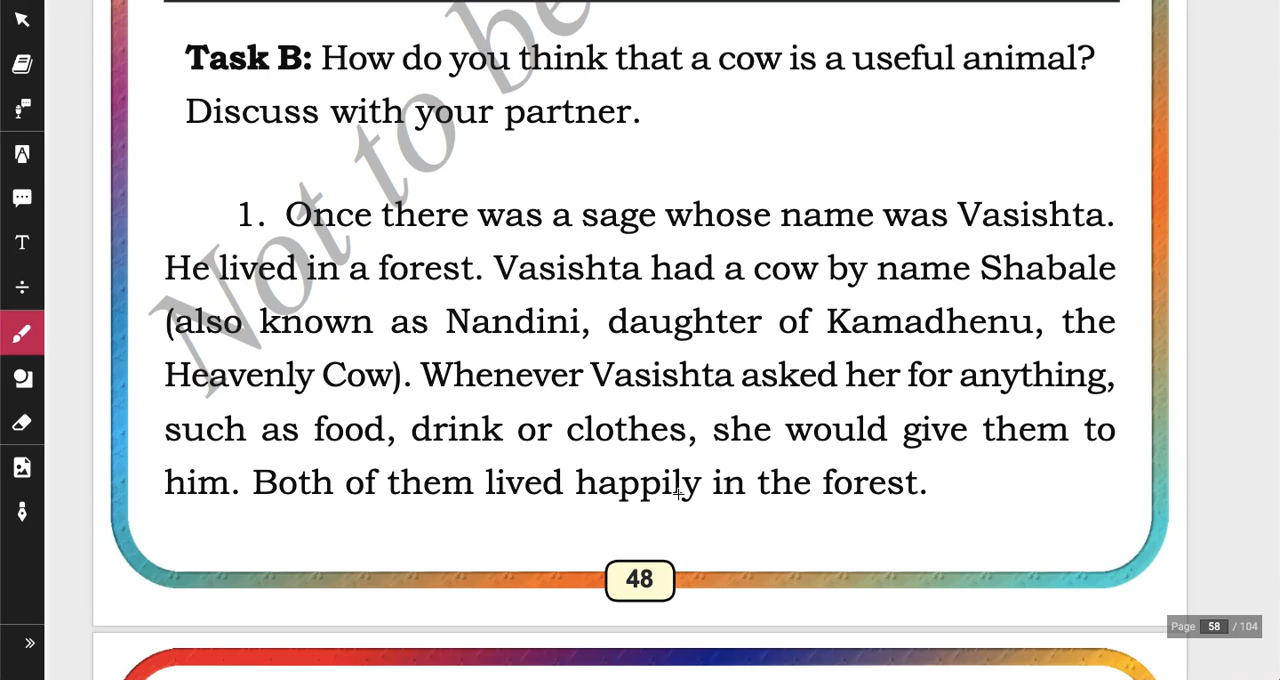 Task B: How do you think that a cow is a useful animal?
Discuss with your partner.
Not to be
1. Once there was a sage whose name was Vasishta.
He lived in a forest. Vasishta had a cow by name Shabale
(also known as Nandini, daughter of Kamadhenu, the
Heavenly Cow). Whenever Vasishta asked her for anything,
such as food, drink or clothes, she would give them to
him. Both of them lived happily in the forest.
48
Page 58 / 104